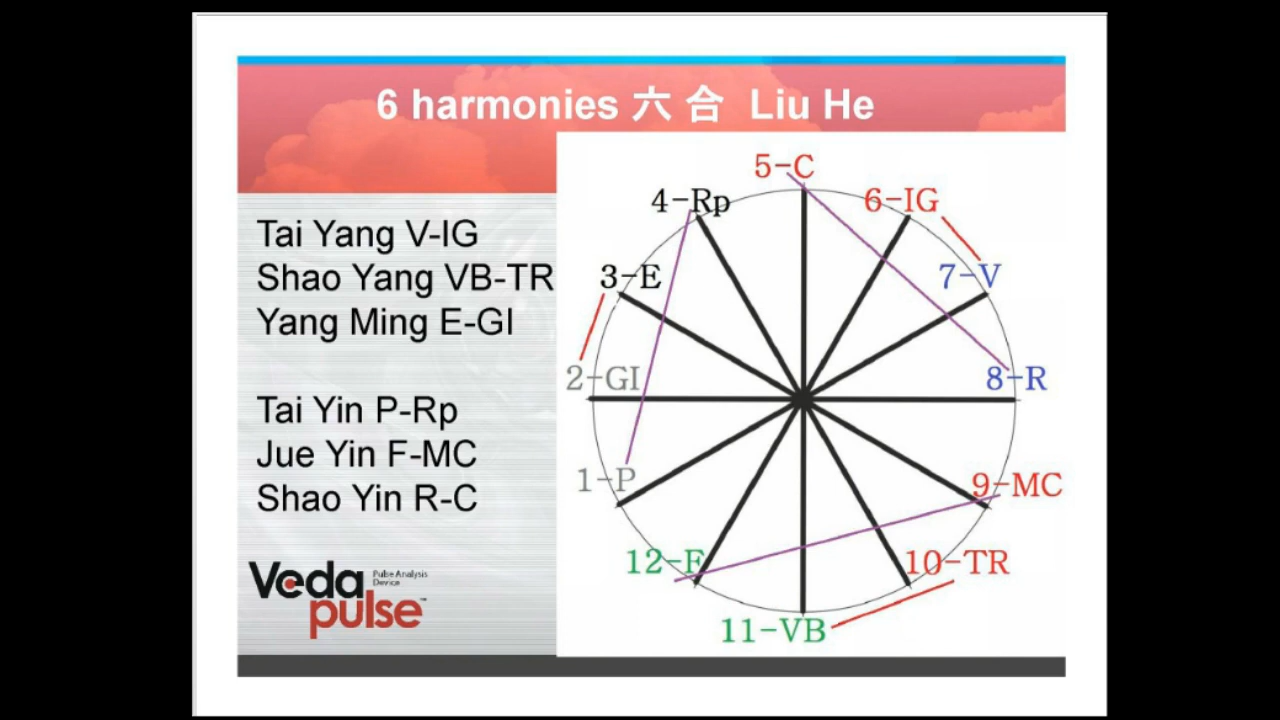 6 harmonies 六 合 Liu He
Tai Yang V-IG
Shao Yang VB-TR
Yang Ming E-GI
Tai Yin P-Rp
Jue Yin F-MC
Shao Yin R-C
Veda
Pulse Analysis
Device
pulse™
5-C
4-Rp
6-IG
3-E
7-V
2-GI
8-R
1-P
9-MC
12-F
10-TR
11-VB